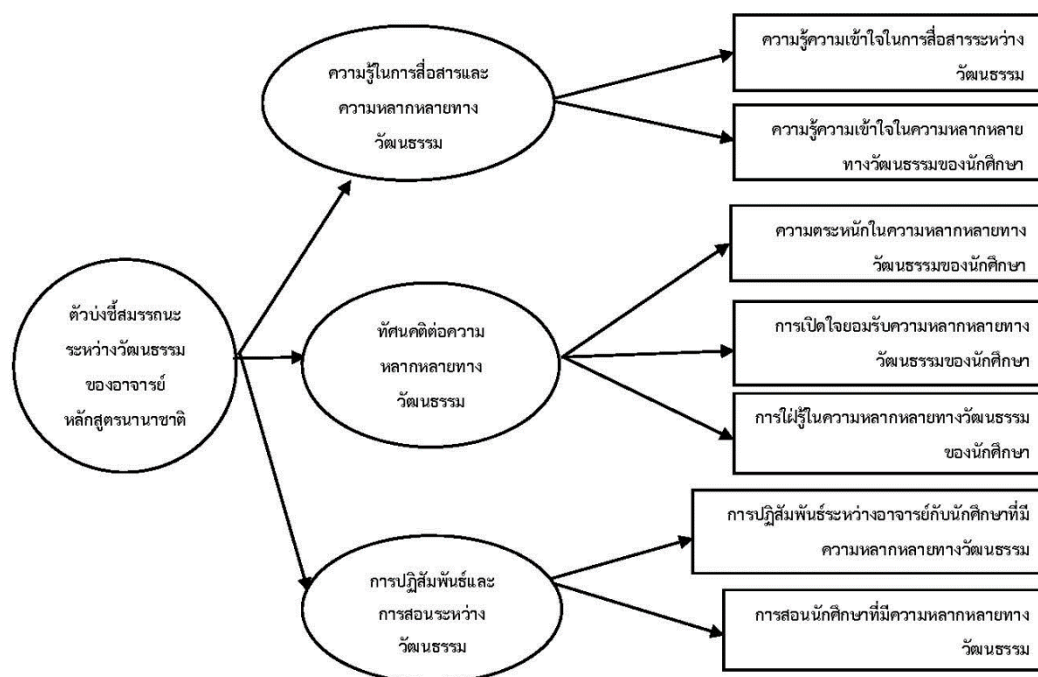 ตัวบ่งชี้สมรรถนะ
ระหว่างวัฒนธรรม
ของอาจารย์
หลักสูตรนานาชาติ
ความรู้ในการสื่อสารและ
ความหลากหลายทาง
วัฒนธรรม
ความรู้ความเข้าใจในการสื่อสารระหว่าง
วัฒนธรรม
ความรู้ความเข้าใจในความหลากหลาย
ทางวัฒนธรรมของนักศึกษา
ทัศนคติต่อความ
หลากหลายทาง
วัฒนธรรม
ความตระหนักในความหลากหลายทาง
วัฒนธรรมของนักศึกษา
การเปิดใจยอมรับความหลากหลายทาง
วัฒนธรรมของนักศึกษา
การใฝ่รู้ในความหลากหลายทางวัฒนธรรม
ของนักศึกษา
การปฏิสัมพันธ์และ
การสอนระหว่าง
วัฒนธรรม
การปฏิสัมพันธ์ระหว่างอาจารย์กับนักศึกษาที่มี
ความหลากหลายทางวัฒนธรรม
การสอนนักศึกษาที่มีความหลากหลายทาง
วัฒนธรรม